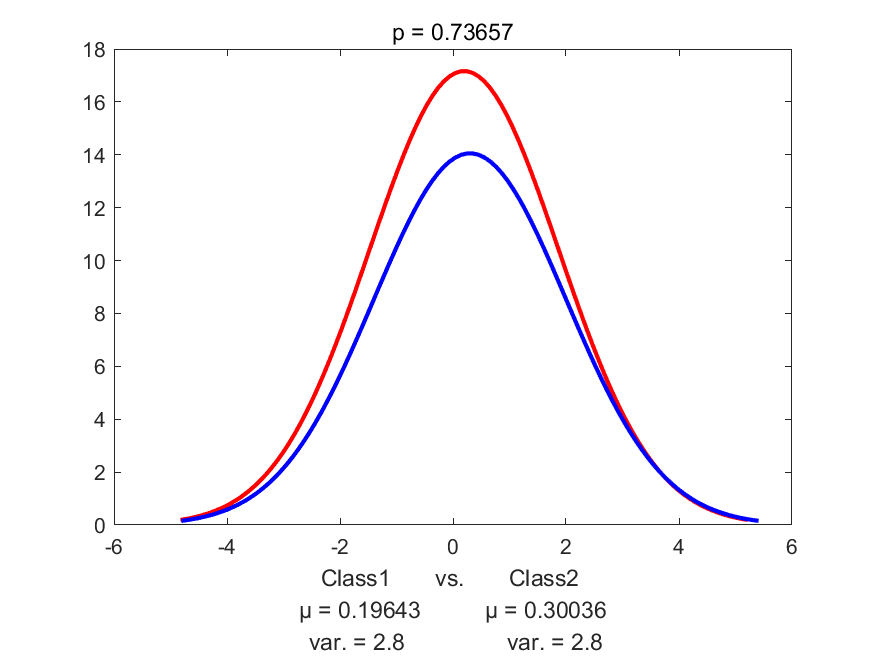 p = 0.73657
18
16
14
12
10
8
6
4
2
0
-6 -4 -2 0 2 4 6
Class1 vs. Class2
μ = 0.19643 μ = 0.30036
var. = 2.8 var. = 2.8